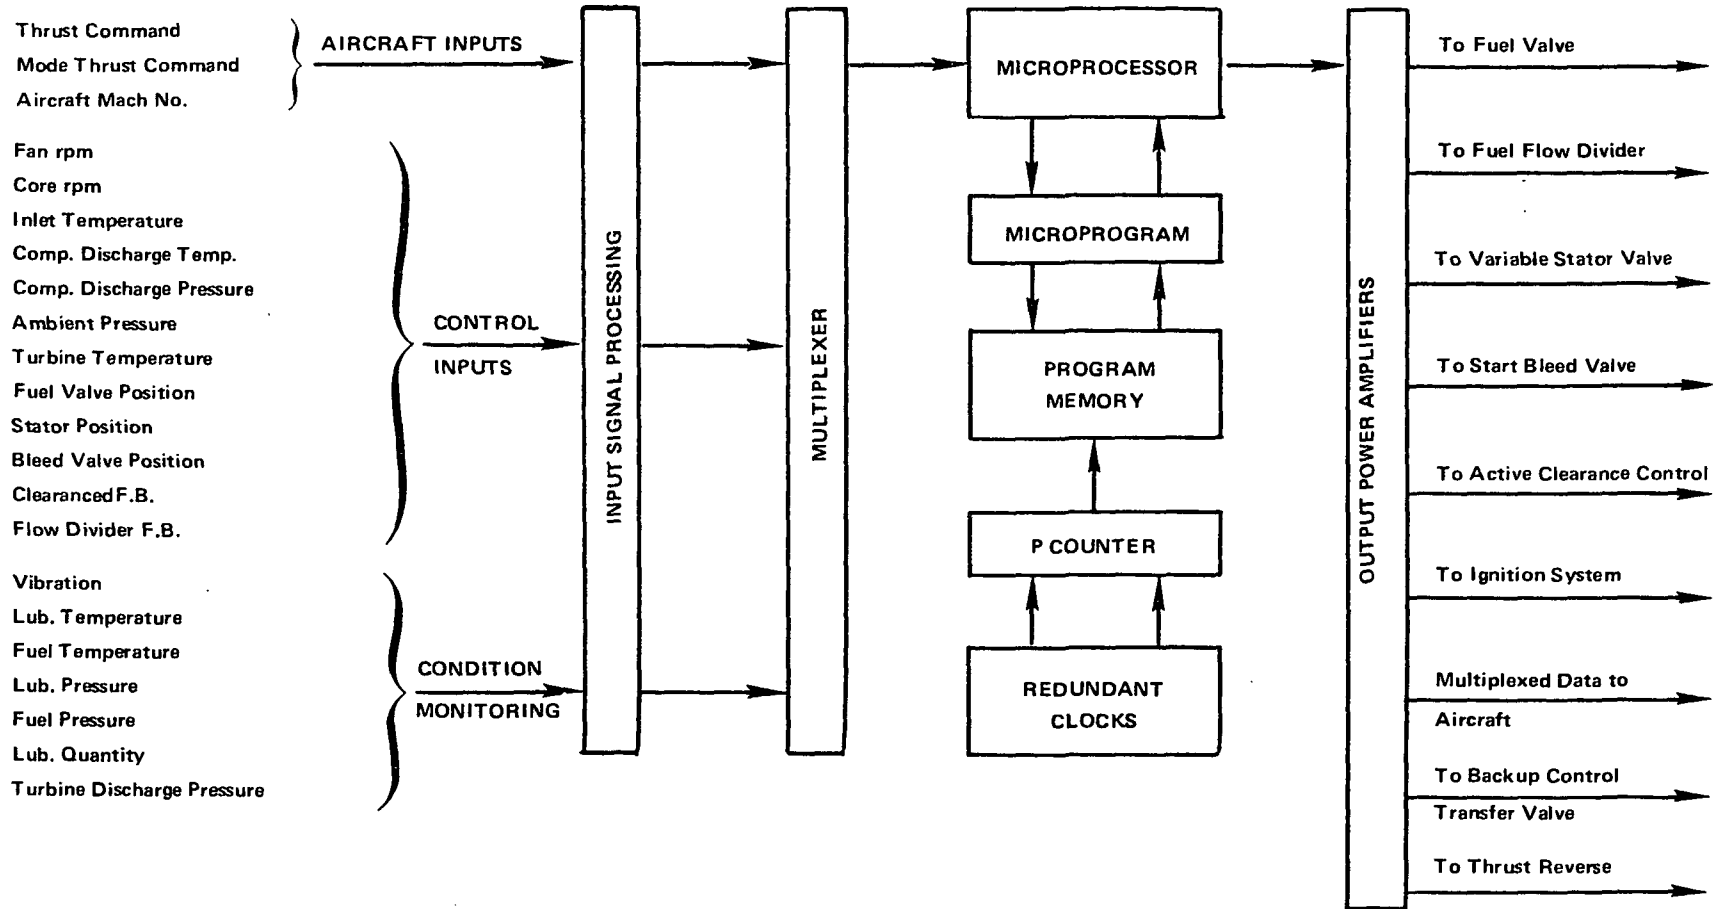 Thrust Command
Mode Thrust Command
Aircraft Mach No.
AIRCRAFT INPUTS
Fan rpm
Core rpm
Inlet Temperature
Comp. Discharge Temp.
Comp. Discharge Pressure
Ambient Pressure
Turbine Temperature
Fuel Valve Position
Stator Position
Bleed Valve Position
Clearanced F.B.
Flow Divider F.B.
CONTROL
INPUTS
Vibration
Lub. Temperature
Fuel Temperature
Lub. Pressure
Fuel Pressure
Lub. Quantity
Turbine Discharge Pressure
CONDITION
MONITORING
INPUT SIGNAL PROCESSING
MULTIPLEXER
MICROPROCESSOR
MICROPROGRAM
PROGRAM
MEMORY
P COUNTER
REDUNDANT
CLOCKS
OUTPUT POWER AMPLIFIERS
To Fuel Valve
To Fuel Flow Divider
To Variable Stator Valve
To Start Bleed Valve
To Active Clearance Control
To Ignition System
Multiplexed Data to
Aircraft
To Backup Control
Transfer Valve
To Thrust Reverse